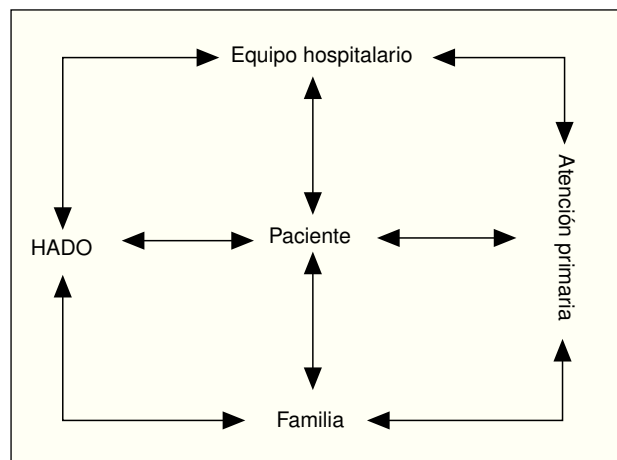 Equipo hospitalario
HADO
Paciente
Atención primaria
Familia